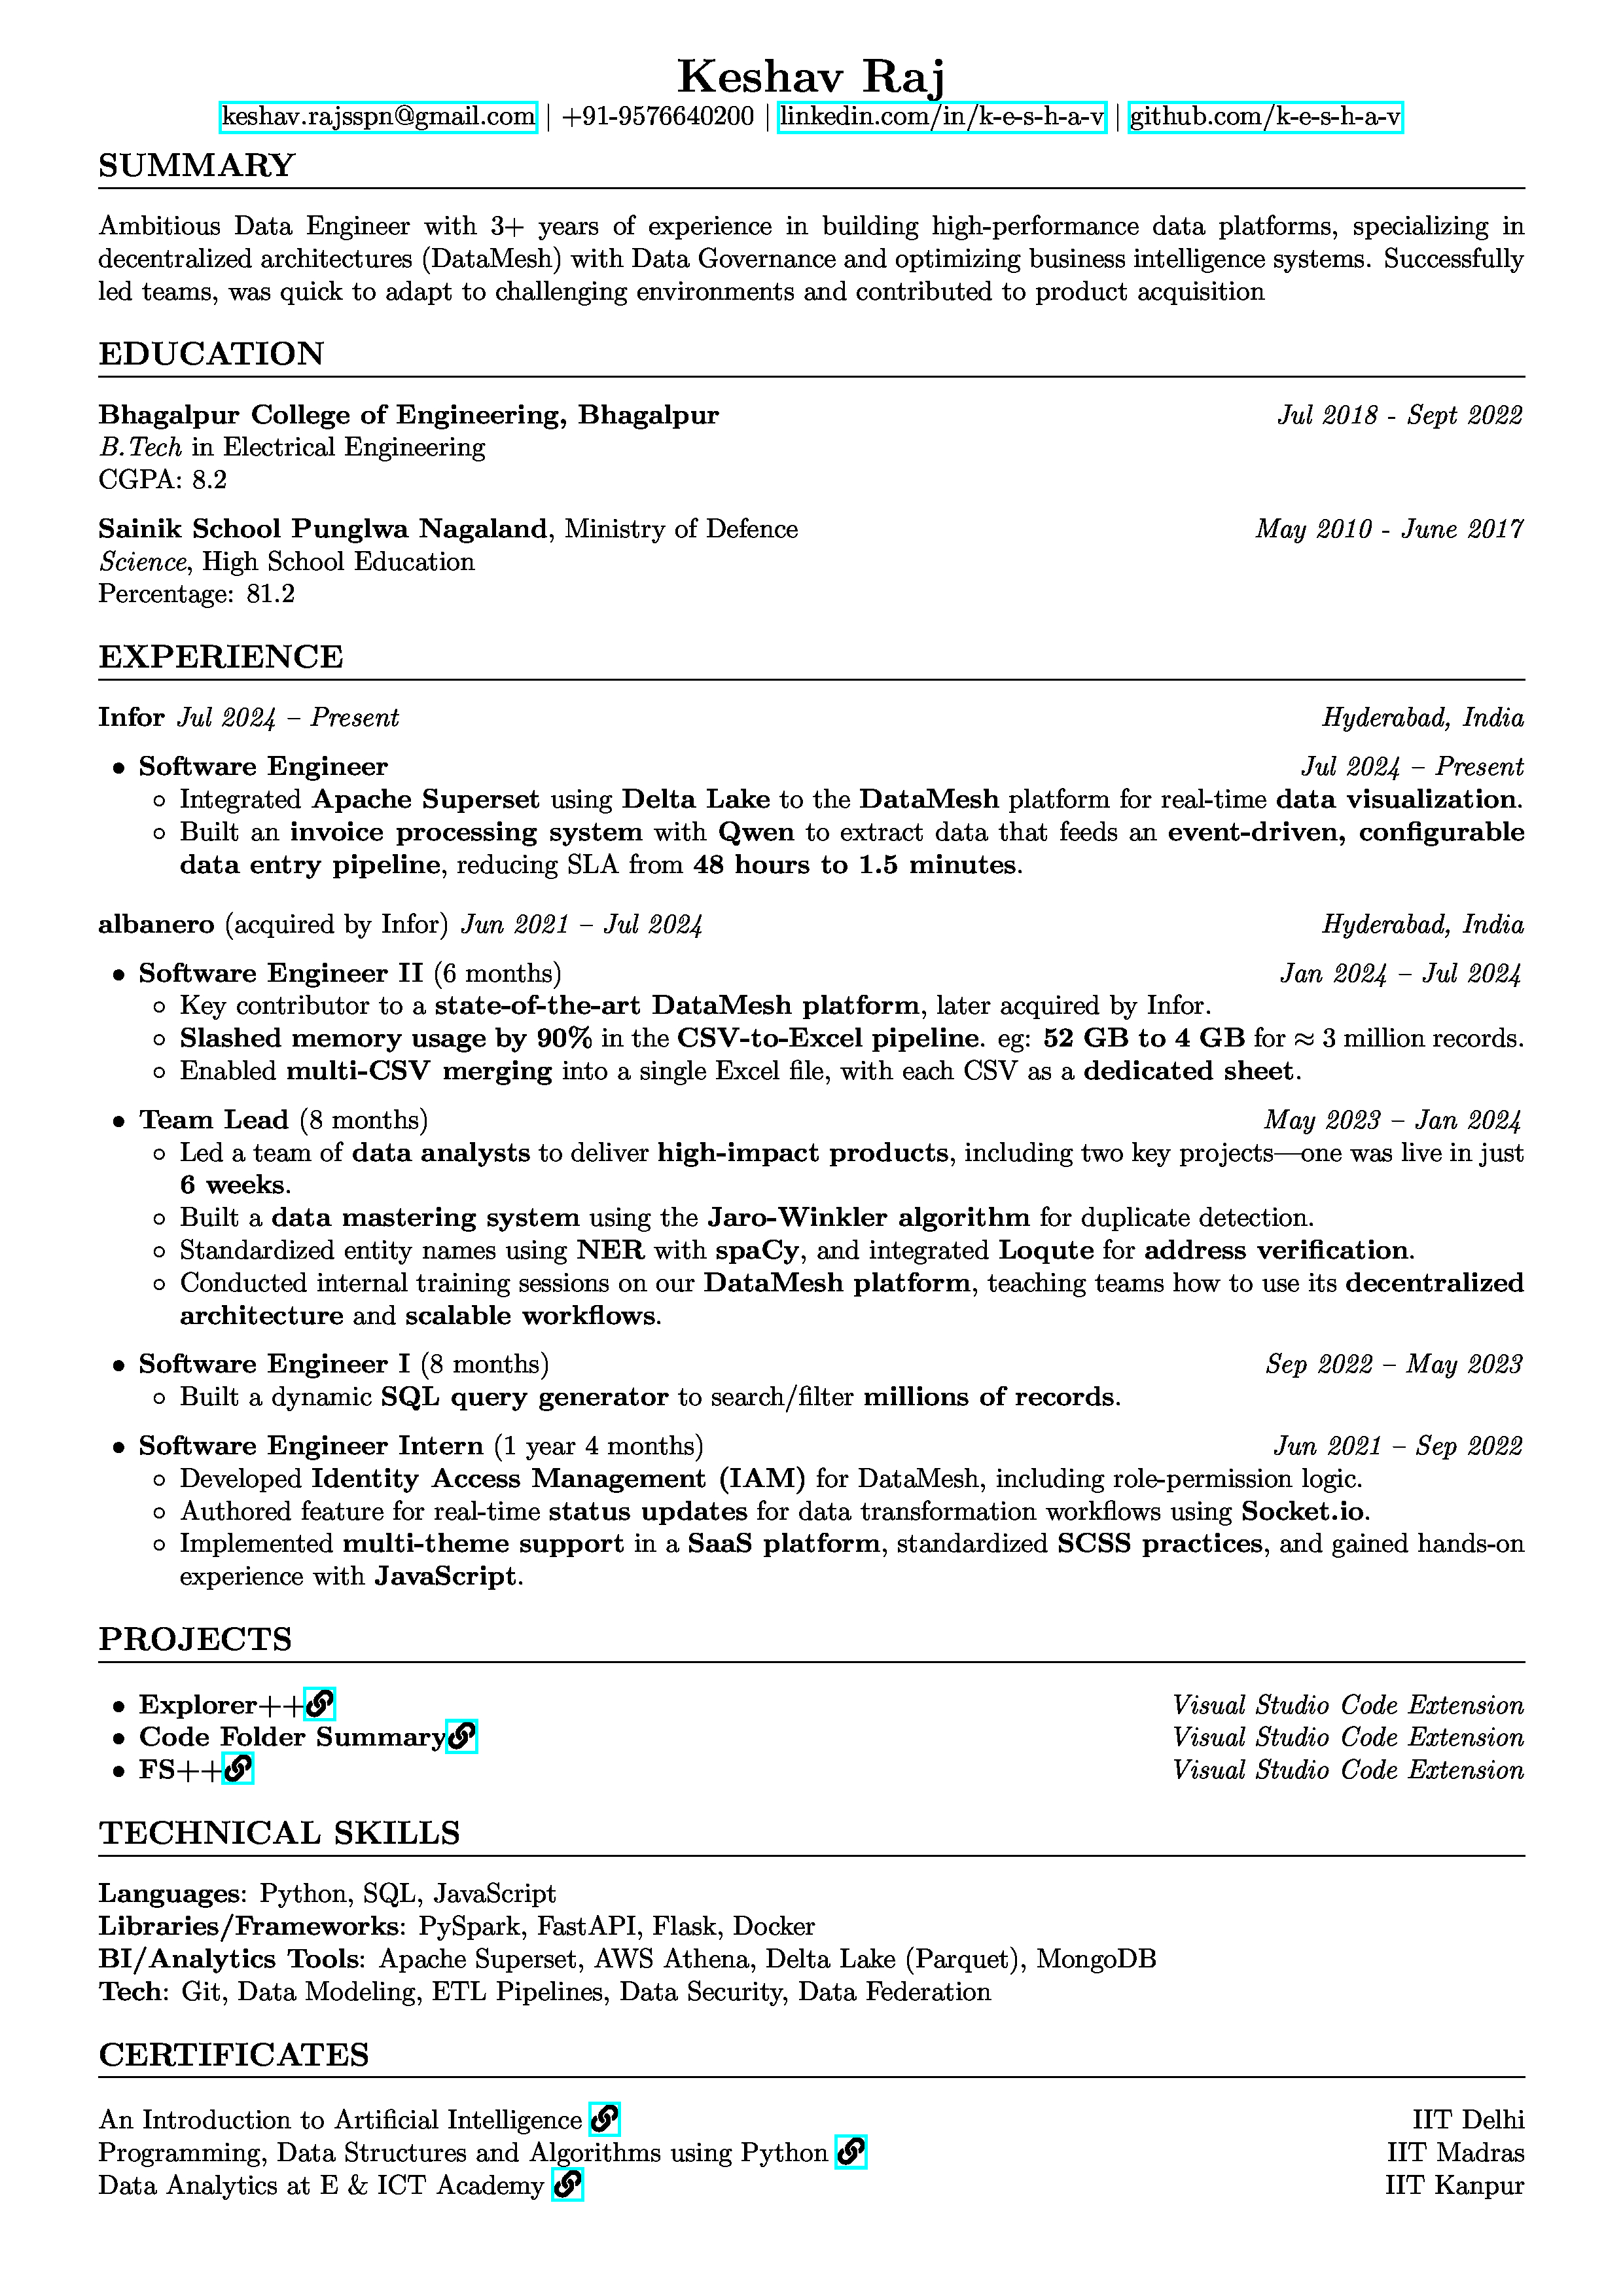 Keshav Raj
keshav.rajsspn@gmail.com | +91-9576640200 | linkedin.com/in/k-e-s-h-a-v | github.com/k-e-s-h-a-v
SUMMARY
Ambitious Data Engineer with 3+ years of experience in building high-performance data platforms, specializing in
decentralized architectures (DataMesh) with Data Governance and optimizing business intelligence systems. Successfully
led teams, was quick to adapt to challenging environments and contributed to product acquisition
EDUCATION
Bhagalpur College of Engineering, Bhagalpur Jul 2018 - Sept 2022
B.Tech in Electrical Engineering
CGPA: 8.2
Sainik School Punglwa Nagaland, Ministry of Defence May 2010 - June 2017
Science, High School Education
Percentage: 81.2
EXPERIENCE
Infor Jul 2024 – Present Hyderabad, India
• Software Engineer Jul 2024 – Present
◦ Integrated Apache Superset using Delta Lake to the DataMesh platform for real-time data visualization.
◦ Built an invoice processing system with Qwen to extract data that feeds an event-driven, configurable
data entry pipeline, reducing SLA from 48 hours to 1.5 minutes.
albanero (acquired by Infor) Jun 2021 – Jul 2024 Hyderabad, India
• Software Engineer II (6 months) Jan 2024 – Jul 2024
◦ Key contributor to a state-of-the-art DataMesh platform, later acquired by Infor.
◦ Slashed memory usage by 90% in the CSV-to-Excel pipeline. eg: 52 GB to 4 GB for ≈ 3 million records.
◦ Enabled multi-CSV merging into a single Excel file, with each CSV as a dedicated sheet.
• Team Lead (8 months) May 2023 – Jan 2024
◦ Led a team of data analysts to deliver high-impact products, including two key projects—one was live in just
6 weeks.
◦ Built a data mastering system using the Jaro-Winkler algorithm for duplicate detection.
◦ Standardized entity names using NER with spaCy, and integrated Loqute for address verification.
◦ Conducted internal training sessions on our DataMesh platform, teaching teams how to use its decentralized
architecture and scalable workflows.
• Software Engineer I (8 months) Sep 2022 – May 2023
◦ Built a dynamic SQL query generator to search/filter millions of records.
• Software Engineer Intern (1 year 4 months) Jun 2021 – Sep 2022
◦ Developed Identity Access Management (IAM) for DataMesh, including role-permission logic.
◦ Authored feature for real-time status updates for data transformation workflows using Socket.io.
◦ Implemented multi-theme support in a SaaS platform, standardized SCSS practices, and gained hands-on
experience with JavaScript.
PROJECTS
• Explorer++ Visual Studio Code Extension
• Code Folder Summary Visual Studio Code Extension
• FS++ Visual Studio Code Extension
TECHNICAL SKILLS
Languages: Python, SQL, JavaScript
Libraries/Frameworks: PySpark, FastAPI, Flask, Docker
BI/Analytics Tools: Apache Superset, AWS Athena, Delta Lake (Parquet), MongoDB
Tech: Git, Data Modeling, ETL Pipelines, Data Security, Data Federation
CERTIFICATES
An Introduction to Artificial Intelligence IIT Delhi
Programming, Data Structures and Algorithms using Python IIT Madras
Data Analytics at E & ICT Academy IIT Kanpur